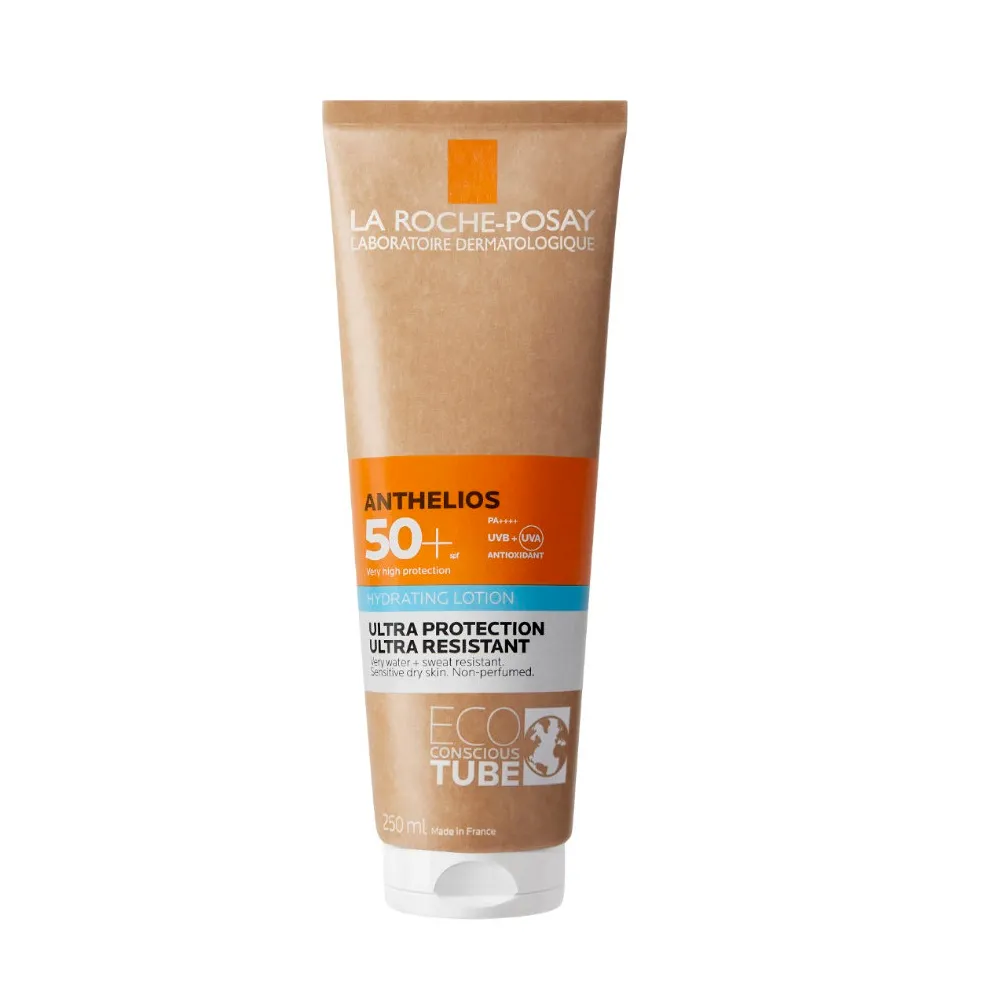 LA ROCHE-POSAY
LABORATOIRE DERMATOLOGIQUE
ANTHELIOS
50+ spf
Very high protection
PA++++
UVB + UVA
ANTIOXIDANT
HYDRATING LOTION
ULTRA PROTECTION
ULTRA RESISTANT
Very water + sweat resistant.
Sensitive dry skin. Non-perfumed.
ECO
CONSCIOUS
TUBE
250 ml Made in France